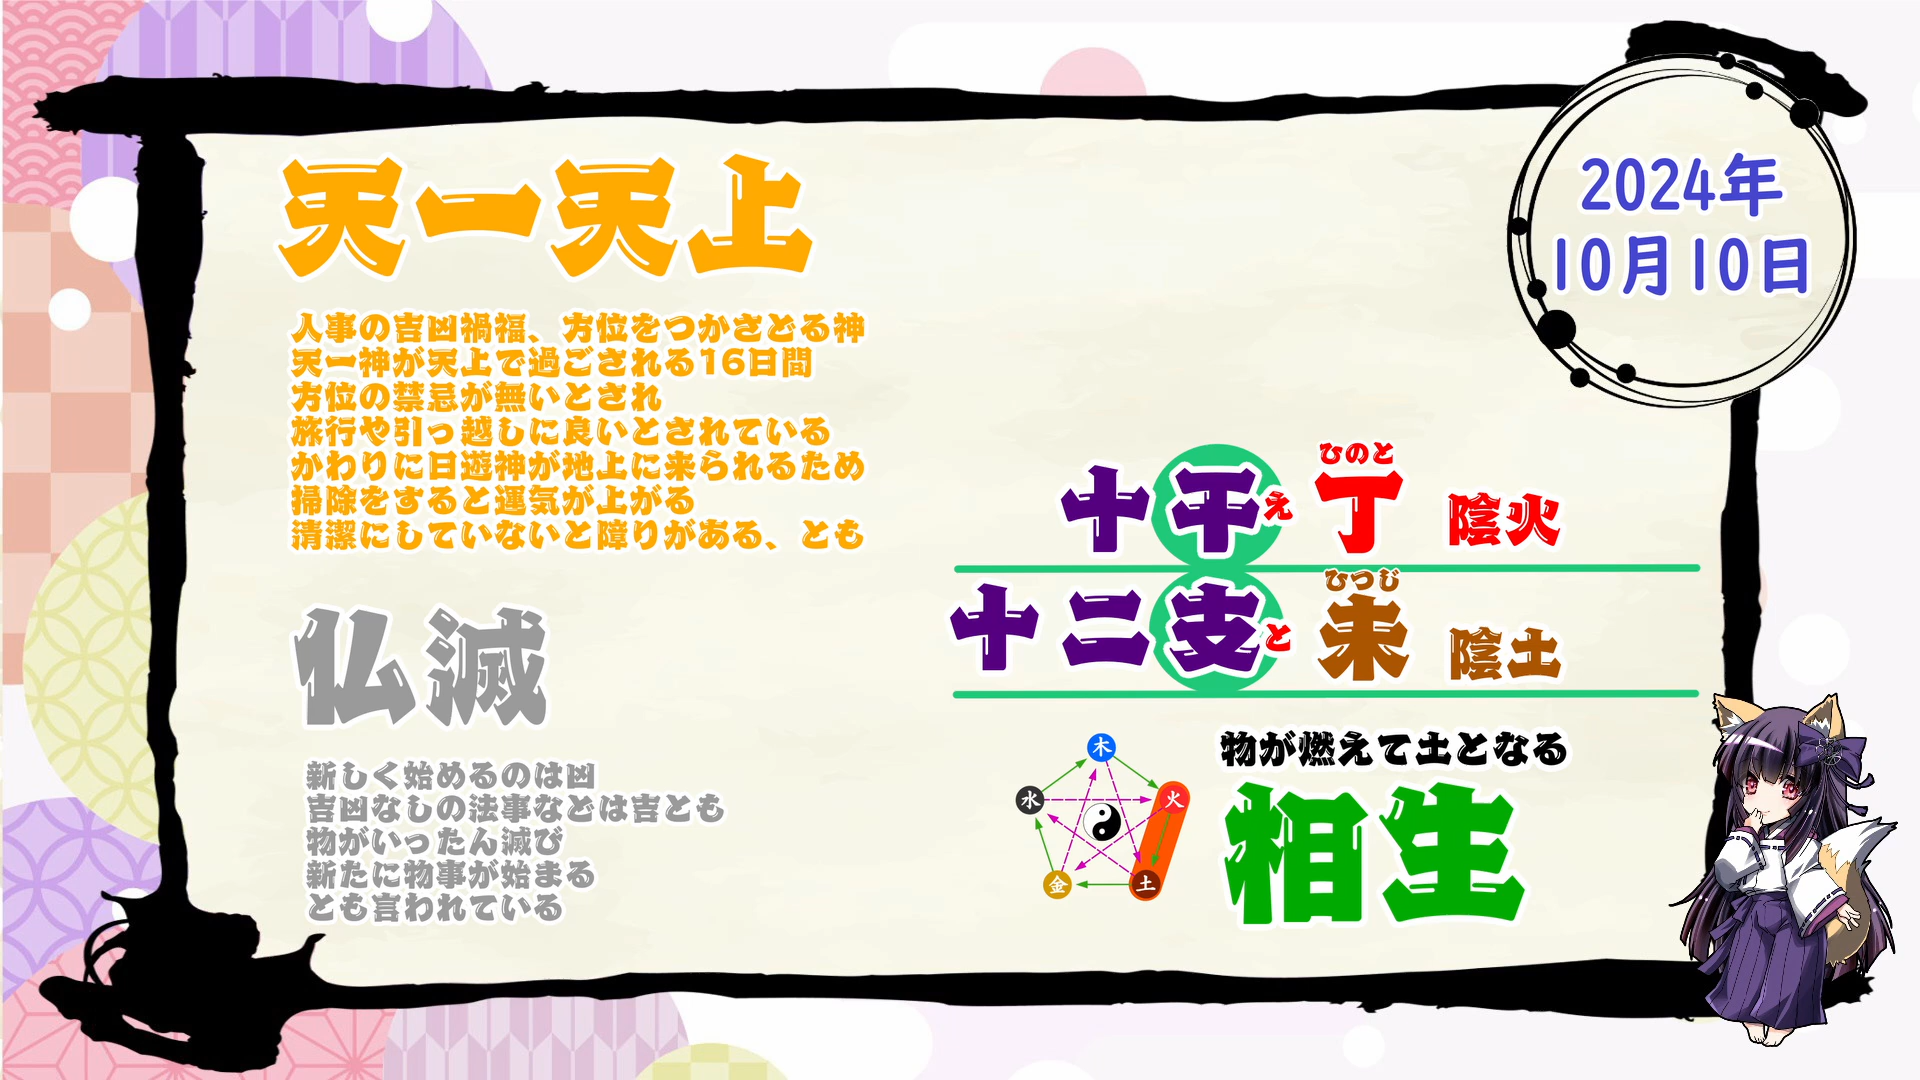 天一天上
人事の吉凶禍福、方位をつかさどる神
天一神が天上で過ごされる16日間
方位の禁忌が無いとされ
旅行や引っ越しに良いとされている
かわりに日遊神が地上に来られるため
掃除をすると運気が上がる
清潔にしていないと障りがある、とも
仏滅
新しく始めるのは凶
吉凶なしの法事などは吉とも
物がいったん滅び
新たに物事が始まる
とも言われている
2024年
10月10日
ひのと
十干え 丁 陰火
ひつじ
十二支と 未 陰土
物が燃えて土となる
相生
木
水
火
金
土